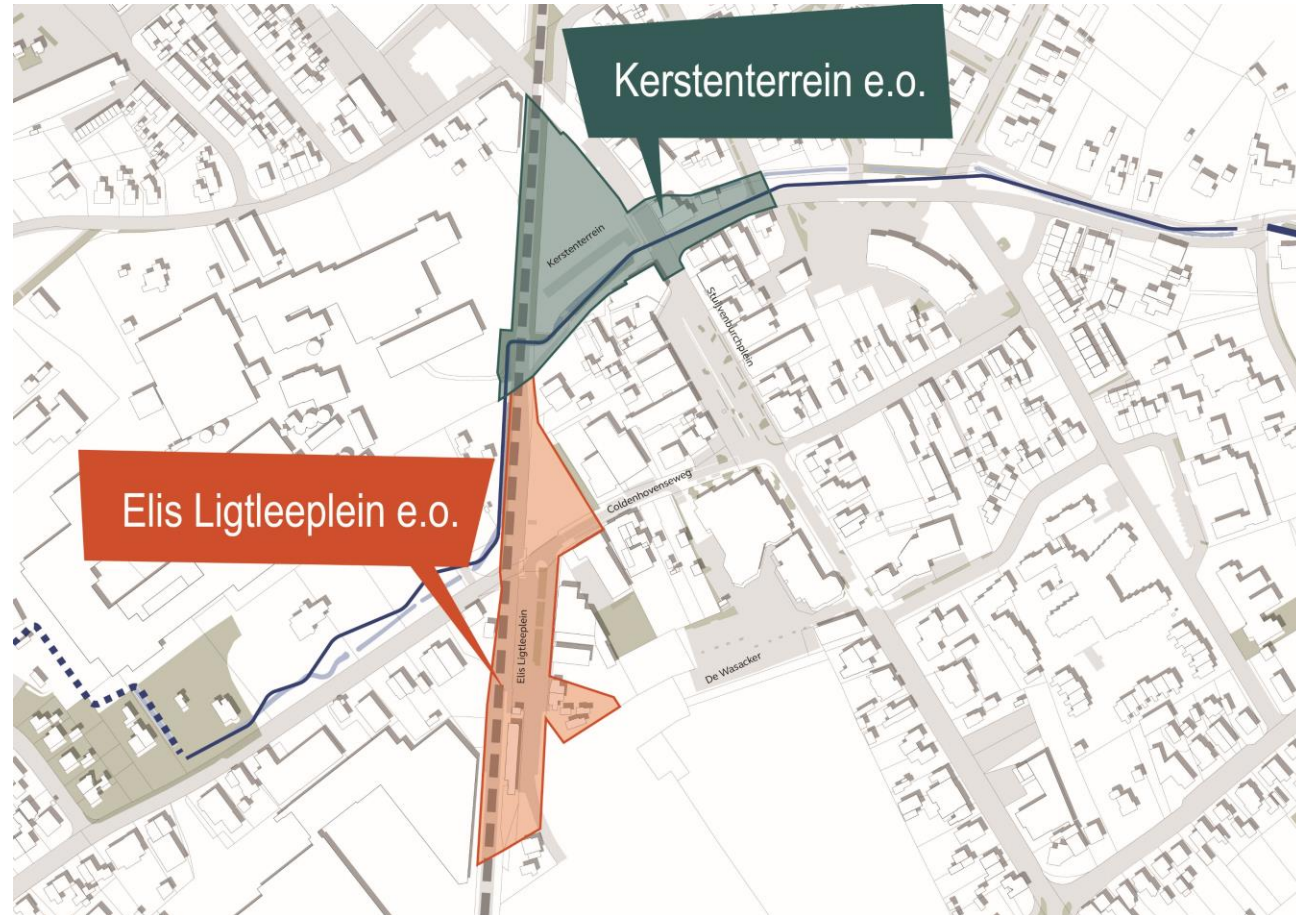 Kerstenterrein e.o.
Kerstenterrein
Stuijvenburchplein
Elis Ligtleeplein e.o.
Coldenhovenseweg
Elis Ligtleeplein
De Wasacker